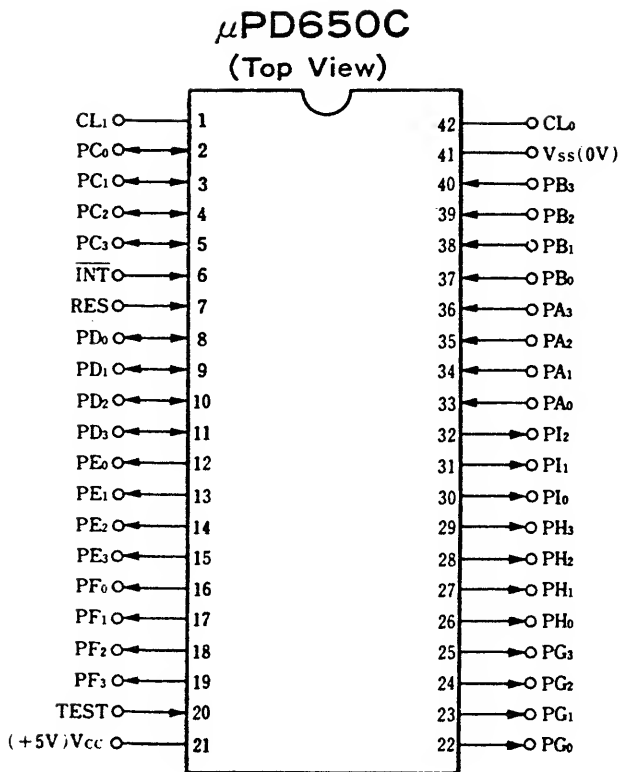 μPD650C
(Top View)
CL₁ 1 42 CL₀
PC₀ 2 41 Vss(0V)
PC₁ 3 40 PB₃
PC₂ 4 39 PB₂
PC₃ 5 38 PB₁
I̅N̅T̅ 6 37 PB₀
RES 7 36 PA₃
PD₀ 8 35 PA₂
PD₁ 9 34 PA₁
PD₂ 10 33 PA₀
PD₃ 11 32 PI₂
PE₀ 12 31 PI₁
PE₁ 13 30 PI₀
PE₂ 14 29 PH₃
PE₃ 15 28 PH₂
PF₀ 16 27 PH₁
PF₁ 17 26 PH₀
PF₂ 18 25 PG₃
PF₃ 19 24 PG₂
TEST 20 23 PG₁
(+5V)Vcc 21 22 PG₀